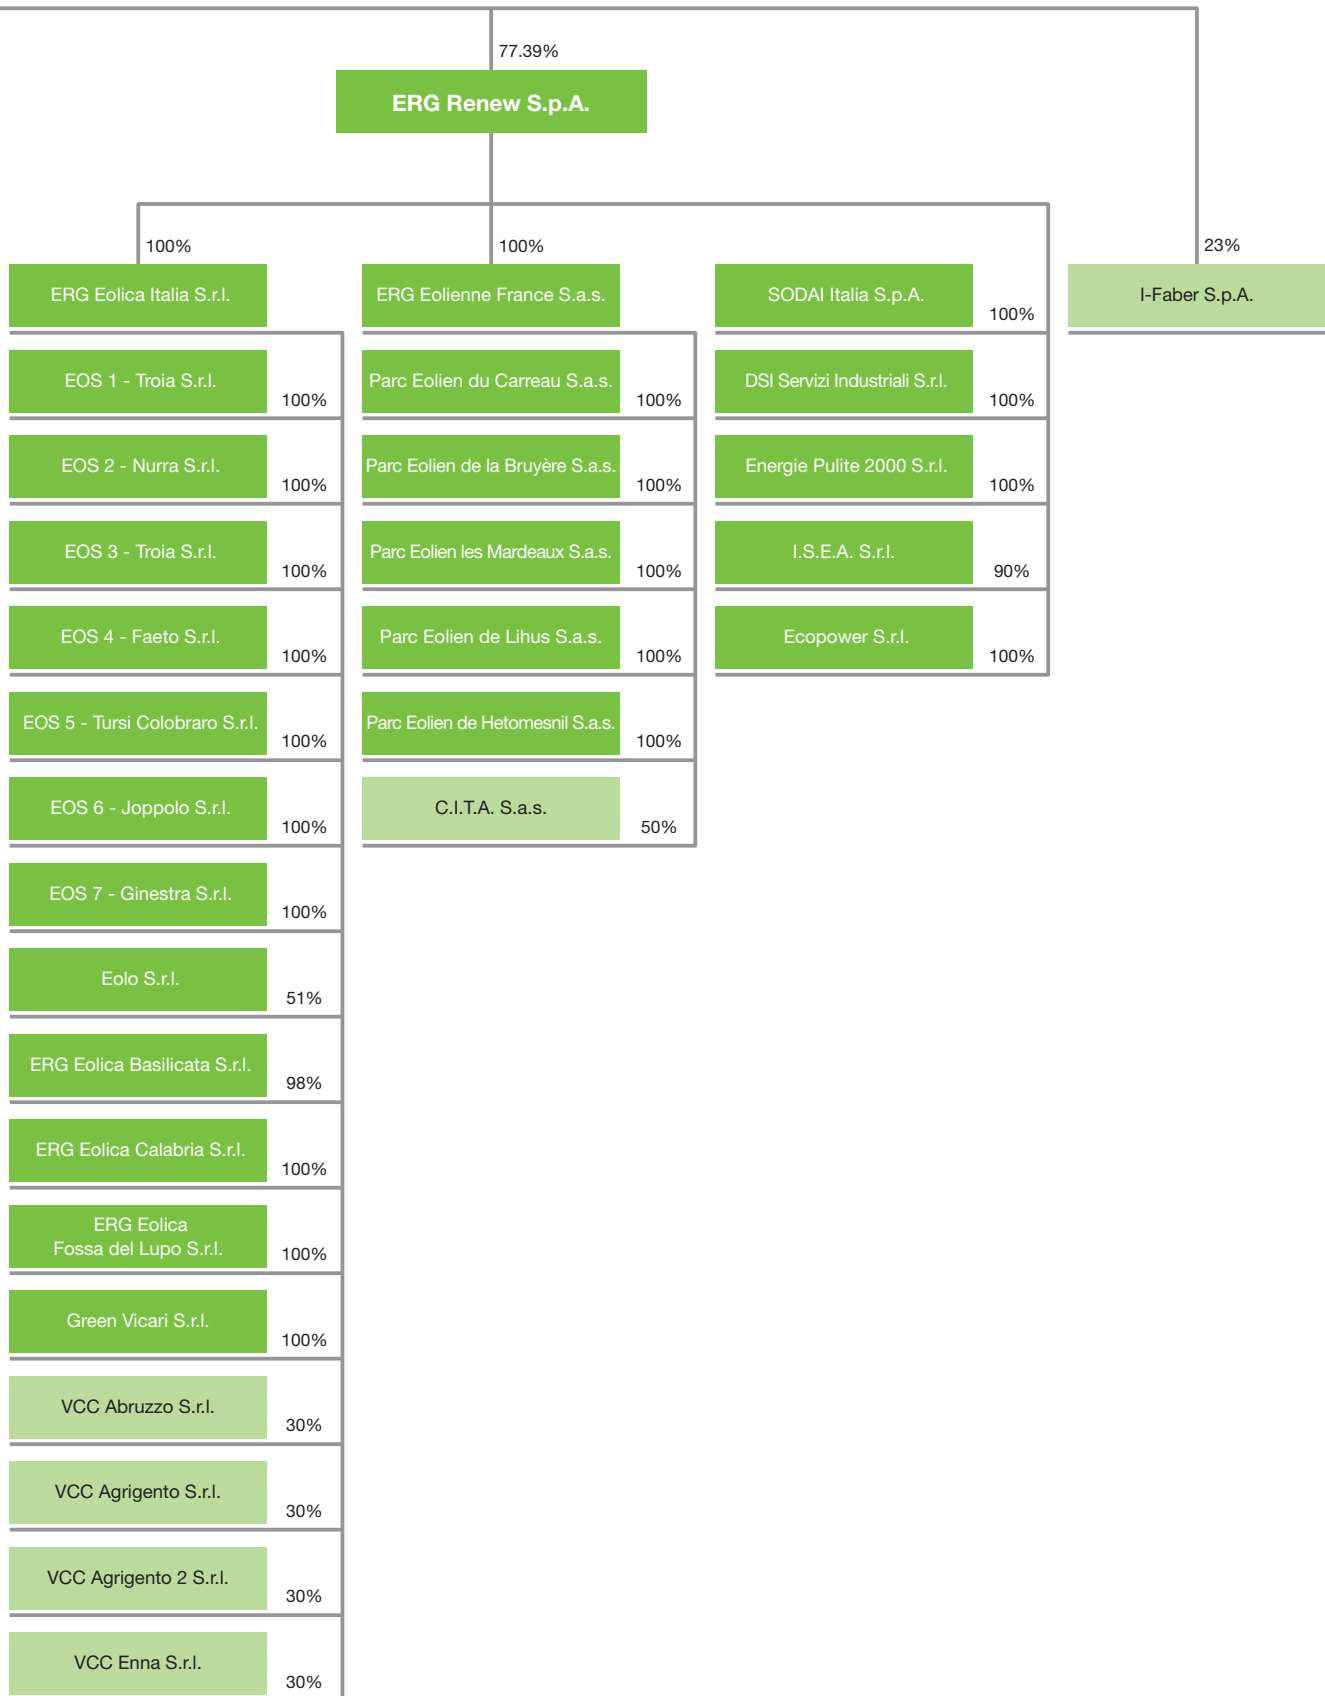 77.39%
ERG Renew S.p.A.
100%
100%
23%
ERG Eolica Italia S.r.l.
EOS 1 - Troia S.r.l.
100%
EOS 2 - Nurra S.r.l.
100%
EOS 3 - Troia S.r.l.
100%
EOS 4 - Faeto S.r.l.
100%
EOS 5 - Tursi Colobraro S.r.l.
100%
EOS 6 - Joppolo S.r.l.
100%
EOS 7 - Ginestra S.r.l.
100%
Eolo S.r.l.
51%
ERG Eolica Basilicata S.r.l.
98%
ERG Eolica Calabria S.r.l.
100%
ERG Eolica
Fossa del Lupo S.r.l.
100%
Green Vicari S.r.l.
100%
VCC Abruzzo S.r.l.
30%
VCC Agrigento S.r.l.
30%
VCC Agrigento 2 S.r.l.
30%
VCC Enna S.r.l.
30%
ERG Eolienne France S.a.s.
Parc Eolien du Carreau S.a.s.
100%
Parc Eolien de la Bruyère S.a.s.
100%
Parc Eolien les Mardeaux S.a.s.
100%
Parc Eolien de Lihus S.a.s.
100%
Parc Eolien de Hetomesnil S.a.s.
100%
C.I.T.A. S.a.s.
50%
SODAI Italia S.p.A.
100%
DSI Servizi Industriali S.r.l.
100%
Energie Pulite 2000 S.r.l.
100%
I.S.E.A. S.r.l.
90%
Ecopower S.r.l.
100%
I-Faber S.p.A.